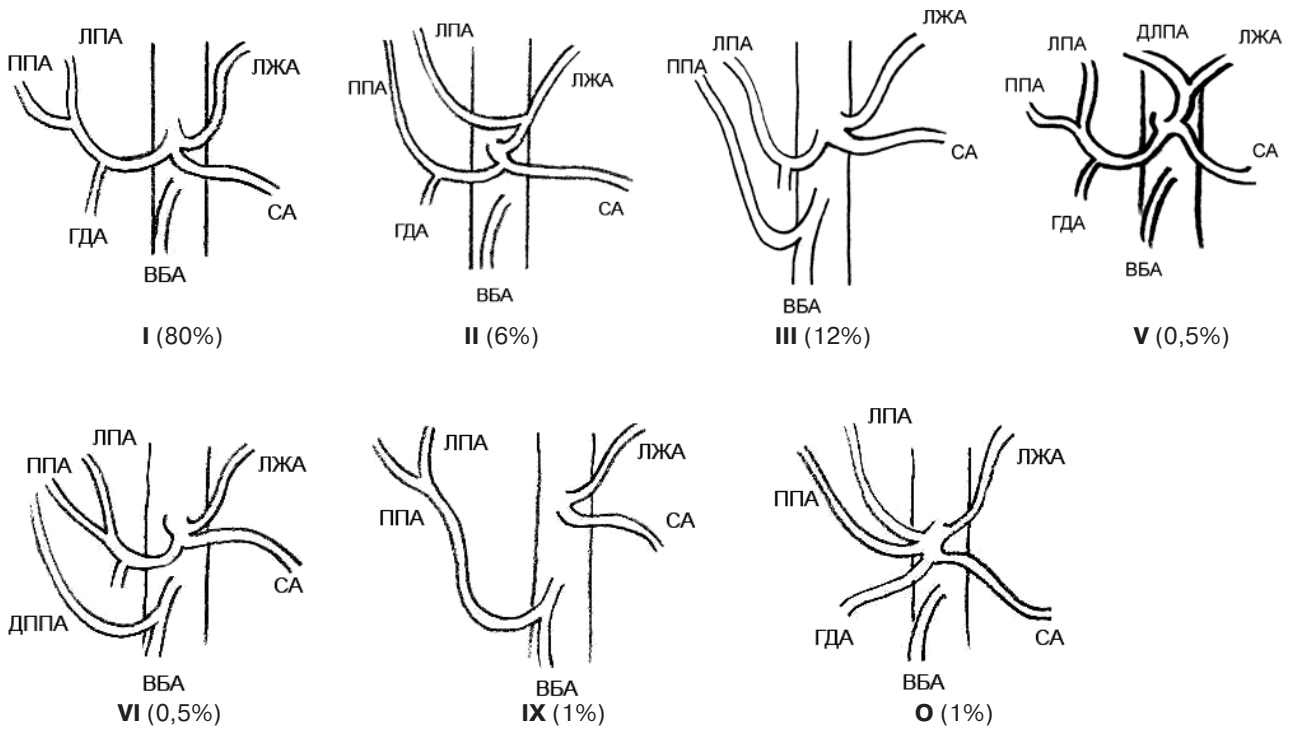 ЛПА
ППА
ЛЖА
ГДА
СА
ВБА
I (80%)
ЛПА
ППА
ЛЖА
ГДА
СА
ВБА
II (6%)
ЛЖА
ЛПА
ППА
СА
ВБА
III (12%)
ДЛПА
ЛПА
ЛЖА
ППА
СА
ГДА
ВБА
V (0,5%)
ЛПА
ППА
ЛЖА
СА
ДППА
ВБА
VI (0,5%)
ЛПА
ЛЖА
ППА
СА
ВБА
IX (1%)
ЛПА
ЛЖА
ППА
ГДА
СА
ВБА
O (1%)